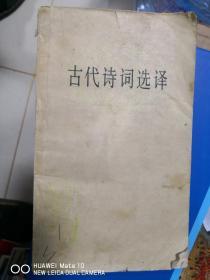 古代诗词选译
HUAWEI Mate 10
NEW LEICA DUAL CAMERA